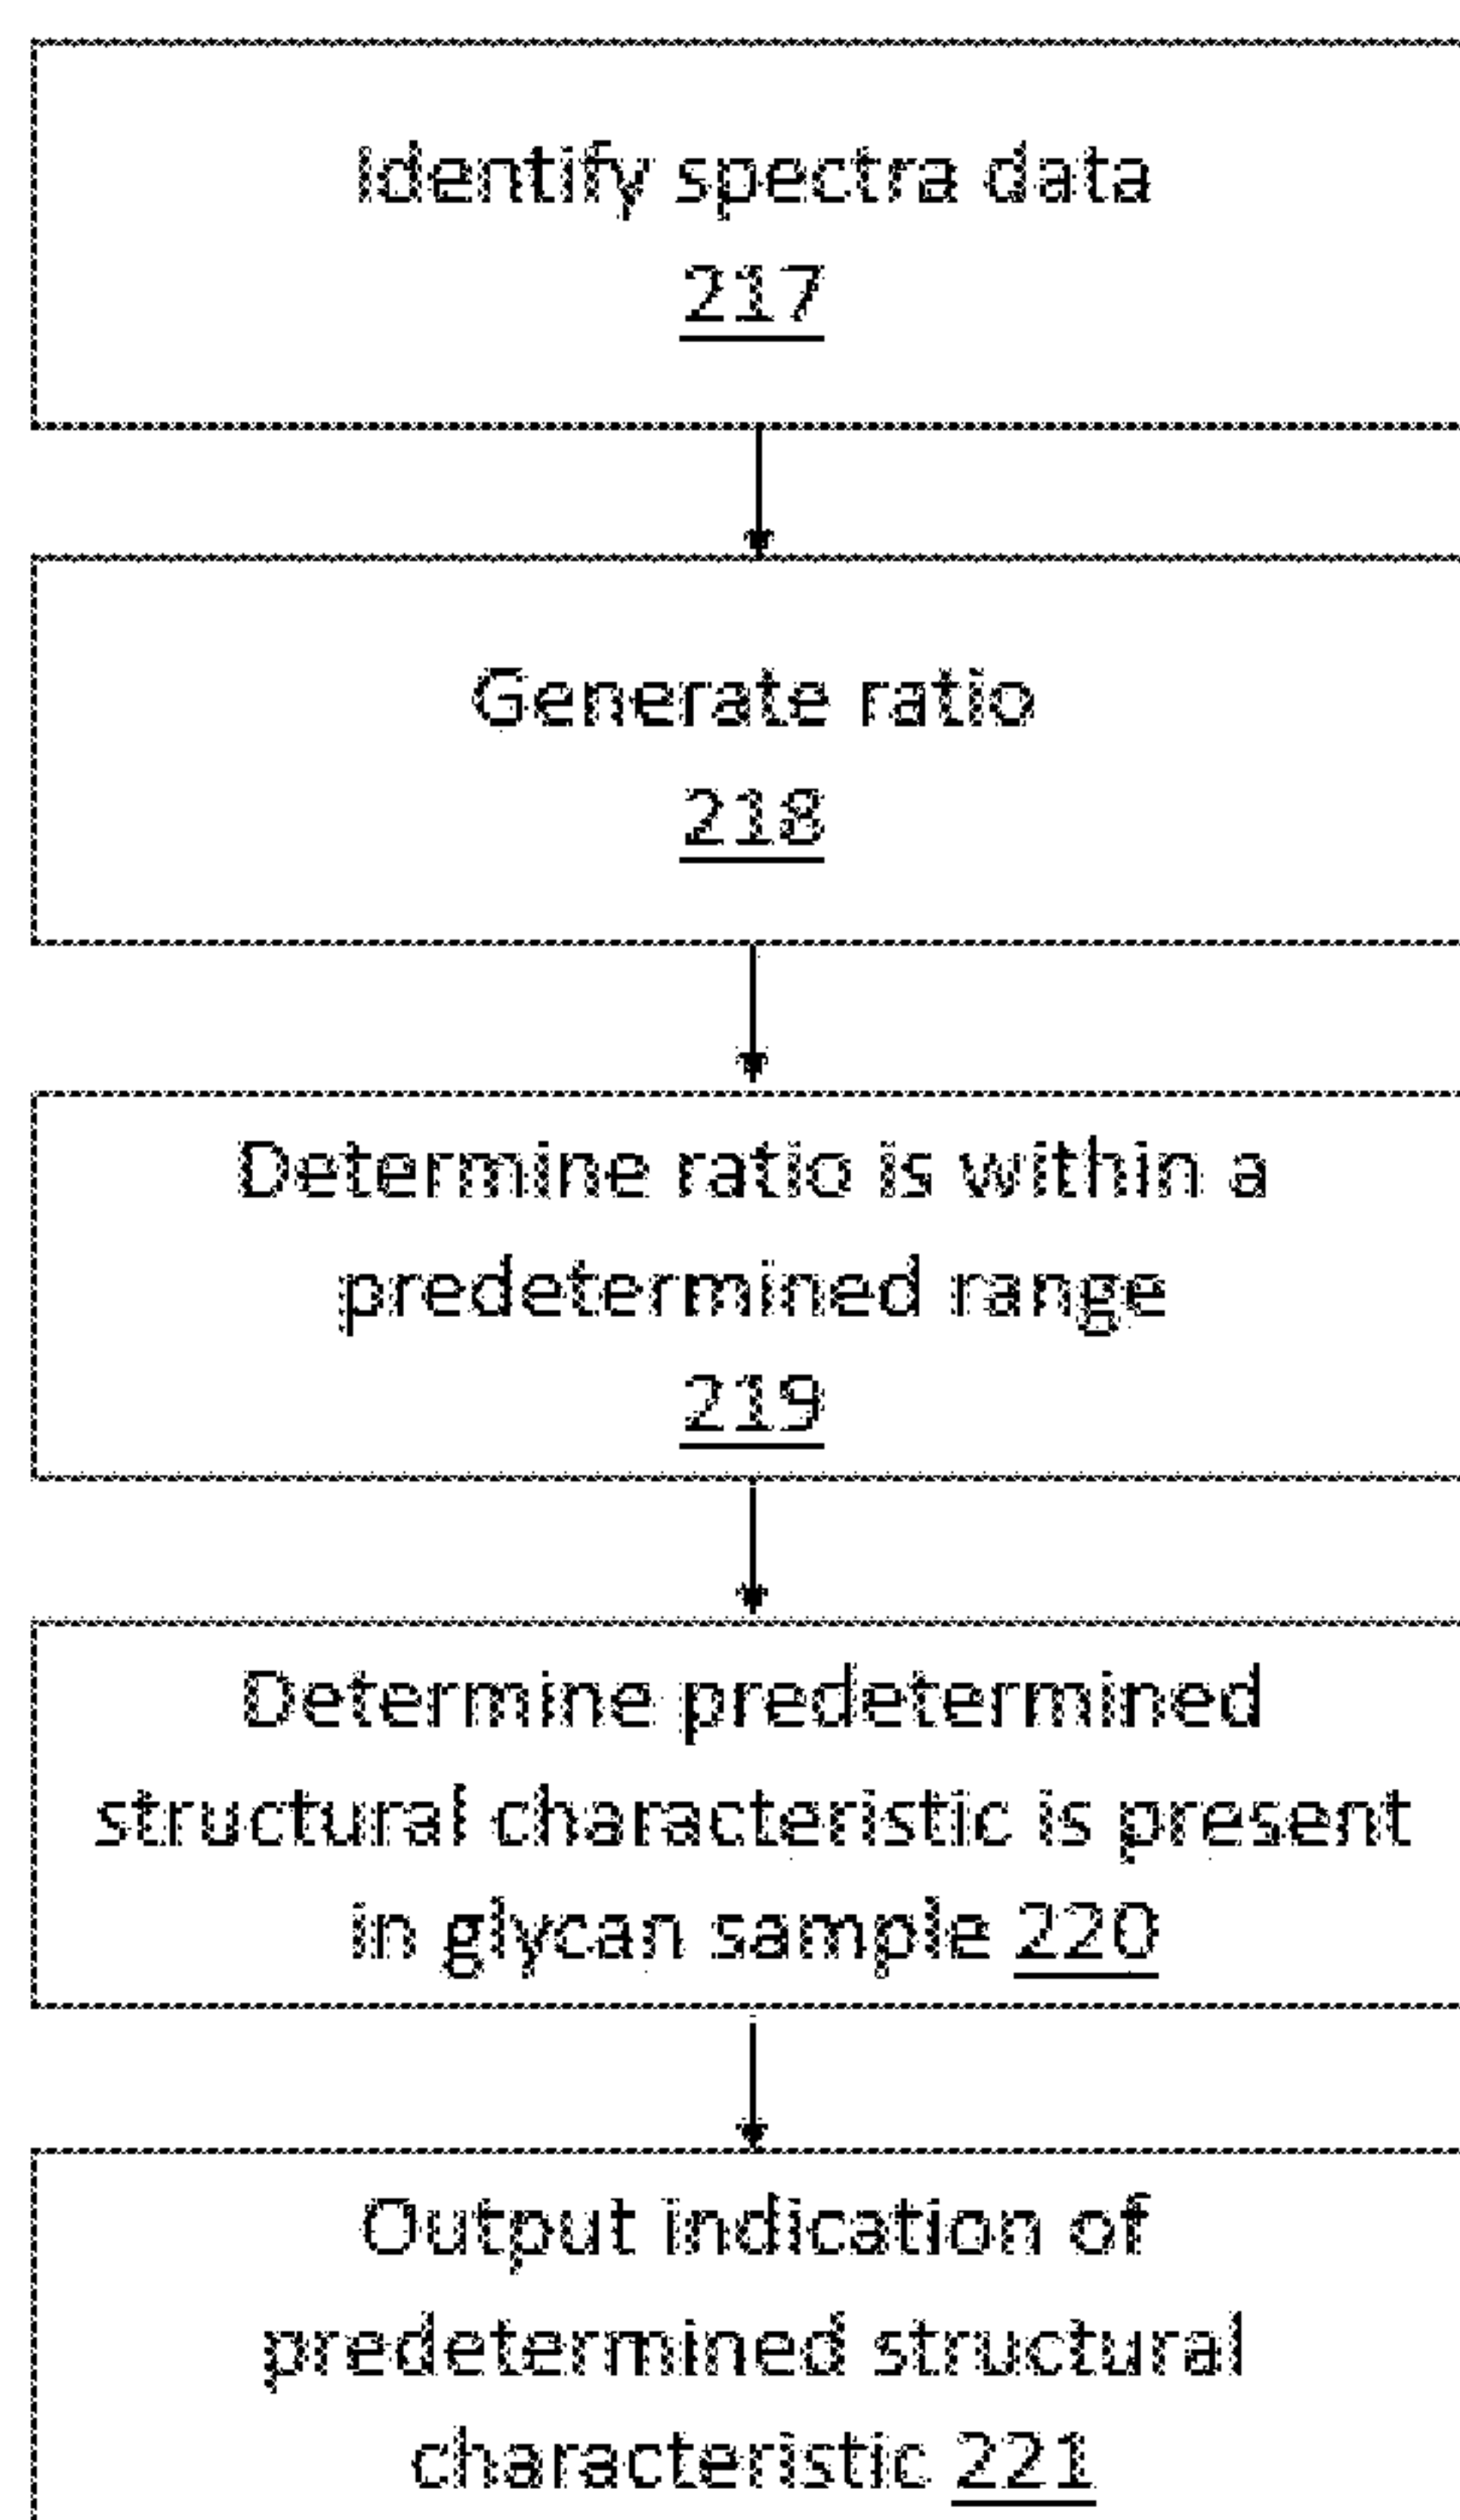 Identify spectra data
217
Generate ratio
218
Determine ratio is within a
predetermined range
219
Determine predetermined
structural characteristic is present
in glycan sample 220
Output indication of
predetermined structural
characteristic 221